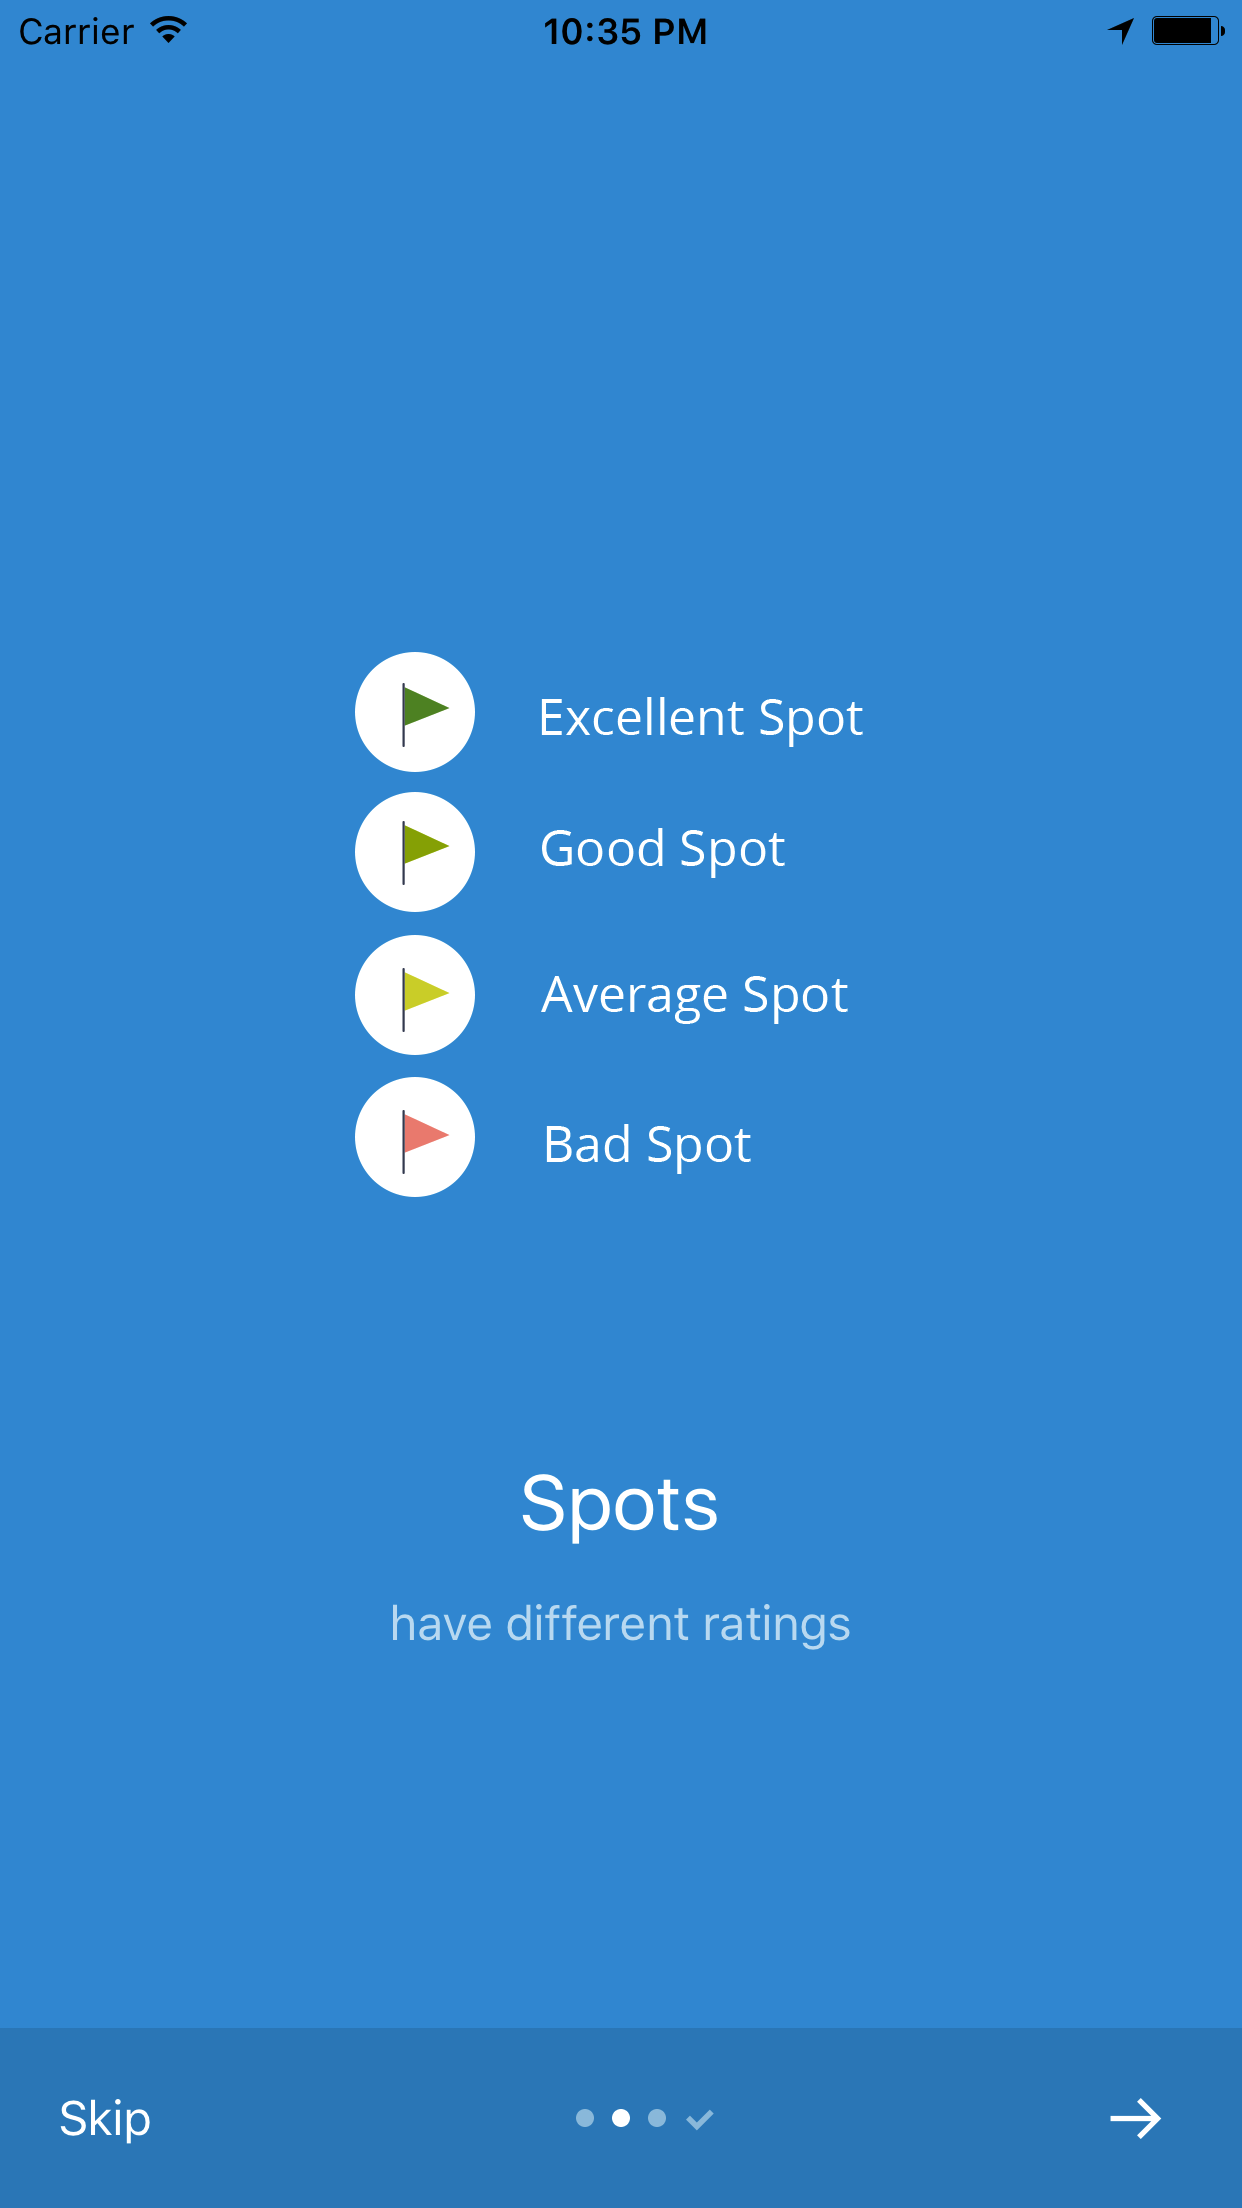 Carrier 10:35 PM
Excellent Spot
Good Spot
Average Spot
Bad Spot
Spots
have different ratings
Skip